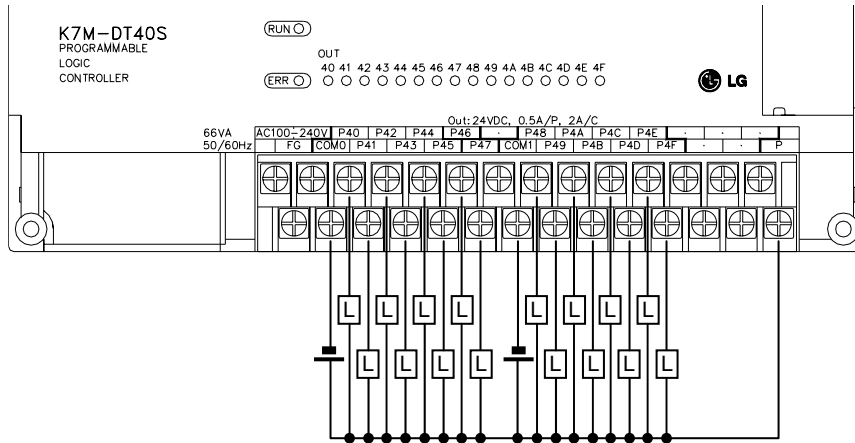 K7M-DT40S
PROGRAMMABLE
LOGIC
CONTROLLER
RUN
ERR
OUT
40 41 42 43 44 45 46 47 48 49 4A 4B 4C 4D 4E 4F
LG
Out: 24VDC, 0.5A/P, 2A/C
66VA AC100-240V P40 P42 P44 P46 · P48 P4A P4C P4E · · ·
50/60Hz FG COM0 P41 P43 P45 P47 COM1 P49 P4B P4D P4F · · P
L L L L L L L L
L L L L L L L L